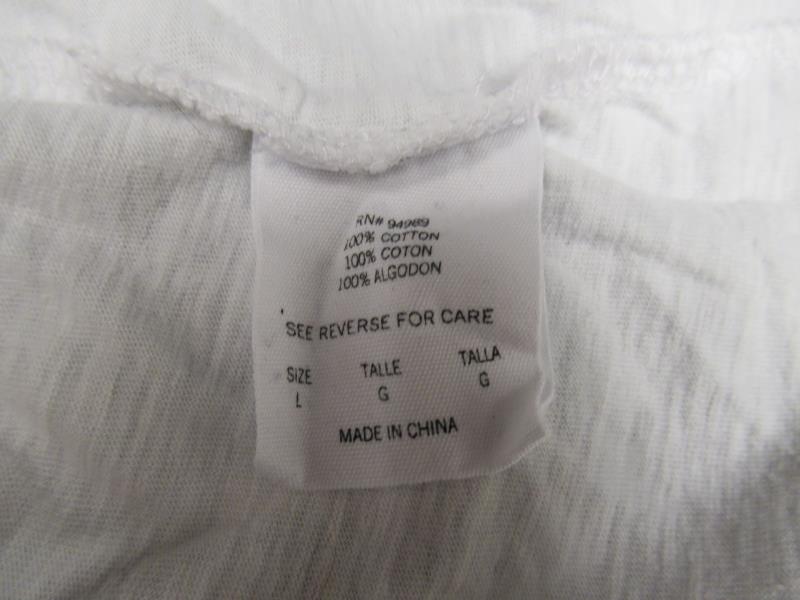 RN# 94989
100% COTTON
100% COTON
100% ALGODON
SEE REVERSE FOR CARE
SIZE TALLE TALLA
L G G
MADE IN CHINA